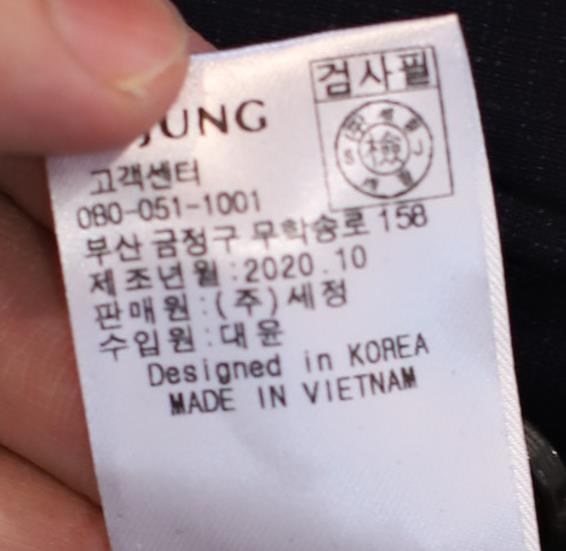 JUNG
검사필
檢
S J
고객센터
080-051-1001
부산 금정구 무학송로 158
제조년월 : 2020.10
판매원 : (주)세정
수입원 : 대윤
Designed in KOREA
MADE IN VIETNAM